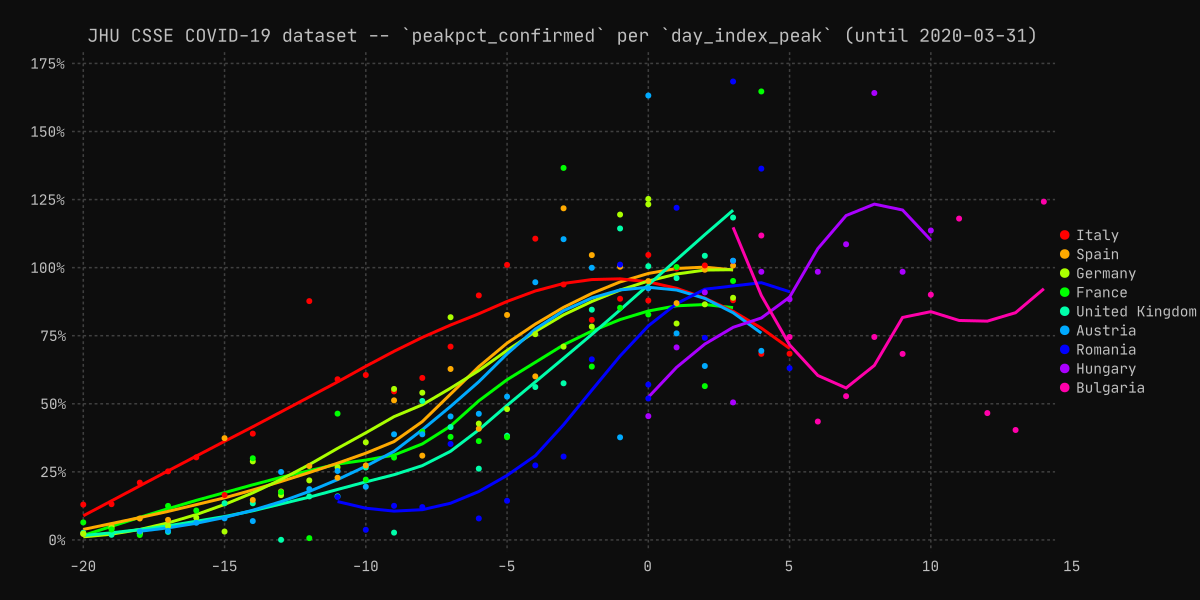 JHU CSSE COVID-19 dataset -- `peakpct_confirmed` per `day_index_peak` (until 2020-03-31)
175%
150%
125%
100%
75%
50%
25%
0%
-20
-15
-10
-5
0
5
10
15
Italy
Spain
Germany
France
United Kingdom
Austria
Romania
Hungary
Bulgaria